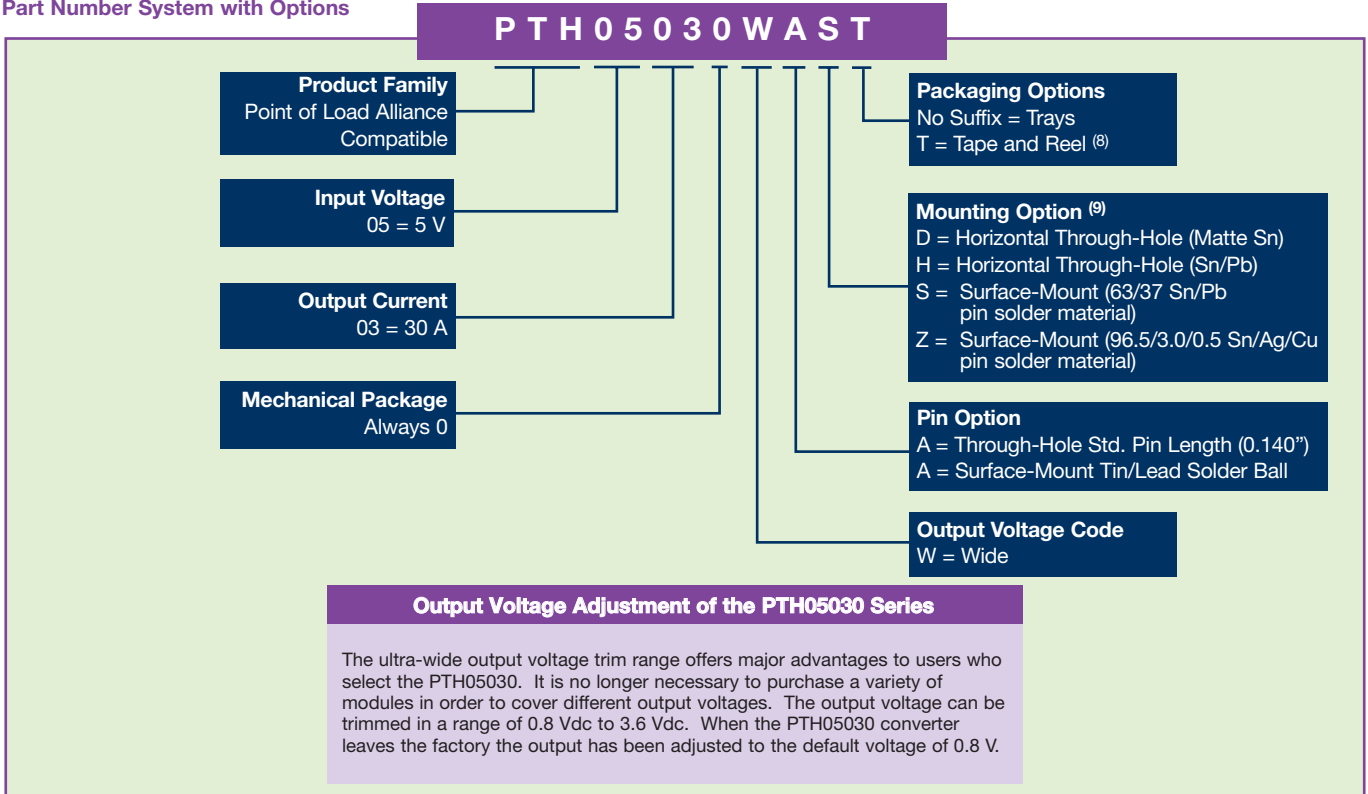 Part Number System with Options
PTH05030WAST
Product Family
Point of Load Alliance
Compatible
Input Voltage
05 = 5 V
Output Current
03 = 30 A
Mechanical Package
Always 0
Packaging Options
No Suffix = Trays
T = Tape and Reel (8)
Mounting Option (9)
D = Horizontal Through-Hole (Matte Sn)
H = Horizontal Through-Hole (Sn/Pb)
S = Surface-Mount (63/37 Sn/Pb
pin solder material)
Z = Surface-Mount (96.5/3.0/0.5 Sn/Ag/Cu
pin solder material)
Pin Option
A = Through-Hole Std. Pin Length (0.140”)
A = Surface-Mount Tin/Lead Solder Ball
Output Voltage Code
W = Wide
Output Voltage Adjustment of the PTH05030 Series
The ultra-wide output voltage trim range offers major advantages to users who
select the PTH05030. It is no longer necessary to purchase a variety of
modules in order to cover different output voltages. The output voltage can be
trimmed in a range of 0.8 Vdc to 3.6 Vdc. When the PTH05030 converter
leaves the factory the output has been adjusted to the default voltage of 0.8 V.